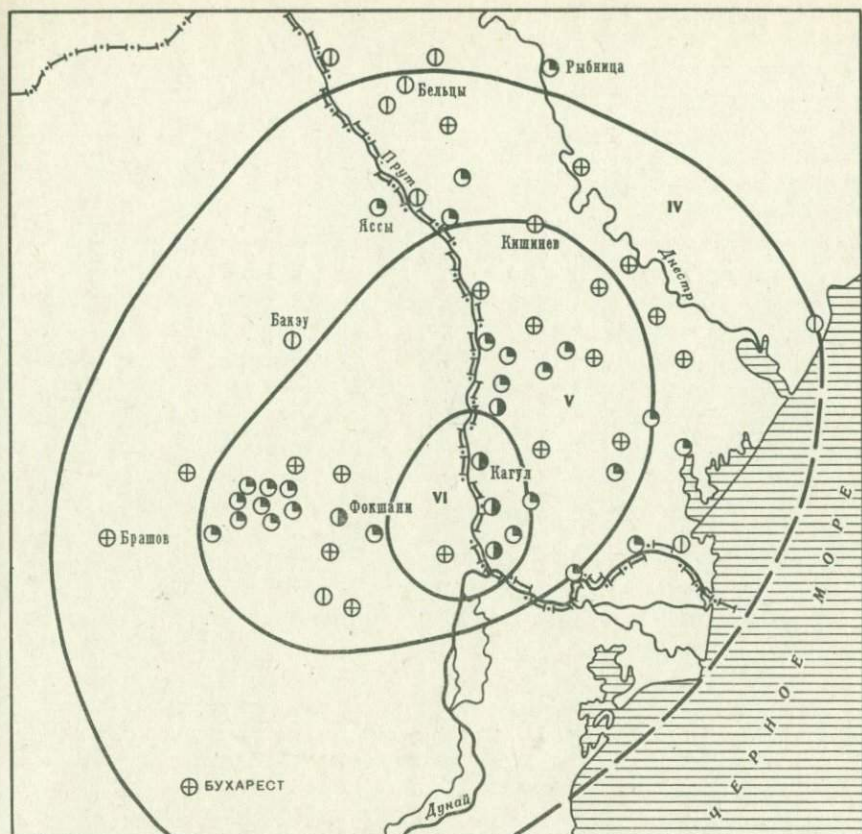 Рыбница
Бельцы
Прут
IV
Яссы
Кишинев
Днестр
Бакэу
V
Кагул
VI
Фокшани
Брашов
ЧЕРНОЕ МОРЕ
БУХАРЕСТ
Дунай